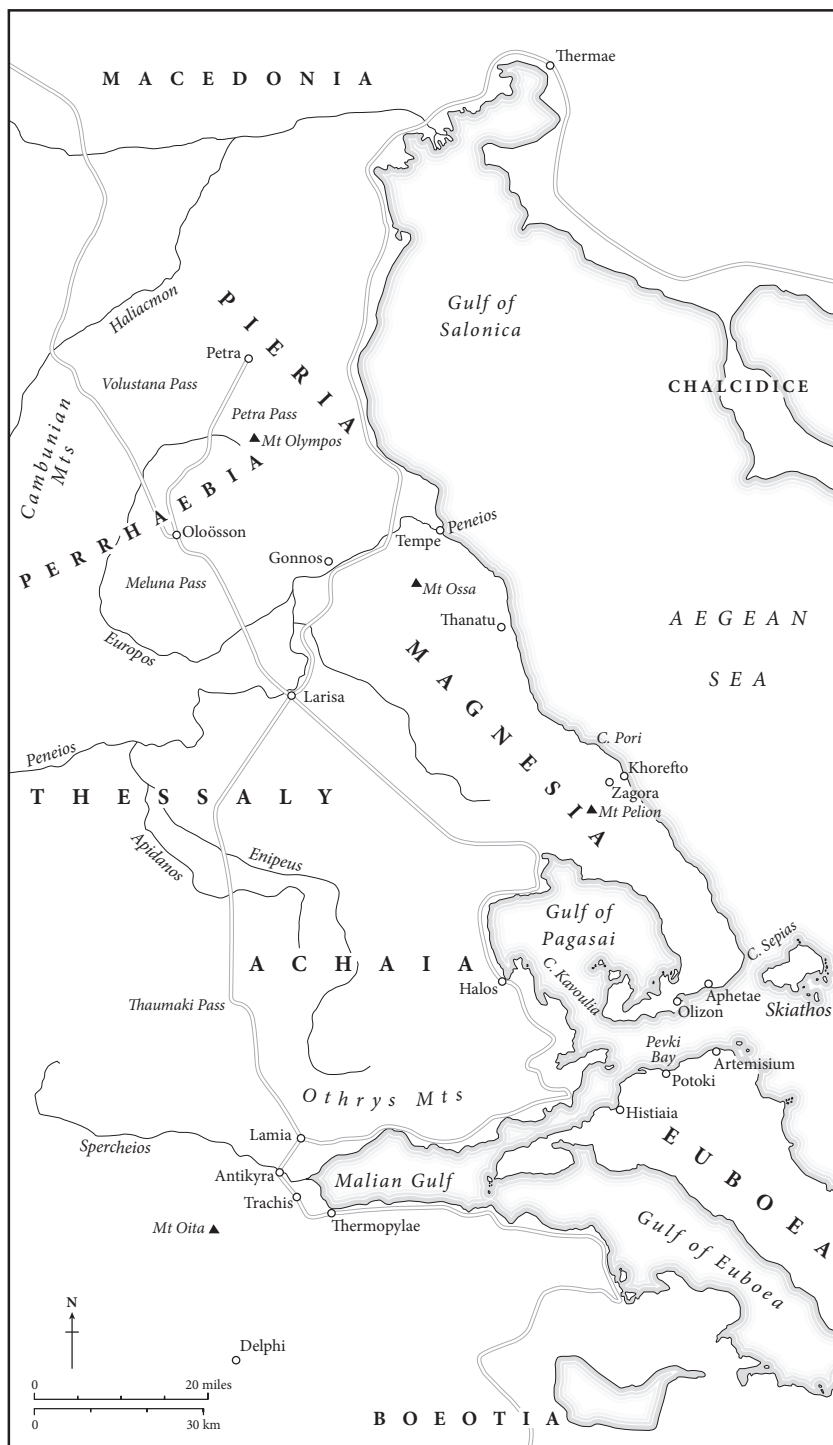 Thermae
MACEDONIA
Haliacmon
PIERIA
Gulf of
Salonica
Petra
Volustana Pass
CHALCIDICE
Petra Pass
Mt Olympos
Cambunian
Mts
PERRHAEBIA
Oloösson
Peneios
Tempe
Gonnos
Meluna Pass
Mt Ossa
Thanatu
AEGEAN
SEA
Europos
MAGNESIA
Larisa
C. Pori
Peneios
Khorefto
Zagora
THESSALY
Mt Pelion
Apidanos
Enipeus
Gulf of
Pagasai
C. Sepias
ACHAIA
Halos
C. Kavoulia
Aphetae
Olizon
Skiathos
Thaumaki Pass
Pevki
Bay
Artemisium
Potoki
Othrys Mts
Histiaia
Lamia
Spercheios
EUBOEA
Antikyra
Malian Gulf
Trachis
Thermopylae
Mt Oita
Gulf of
Euboea
N
Delphi
0 20 miles
0 30 km
BOEOTIA